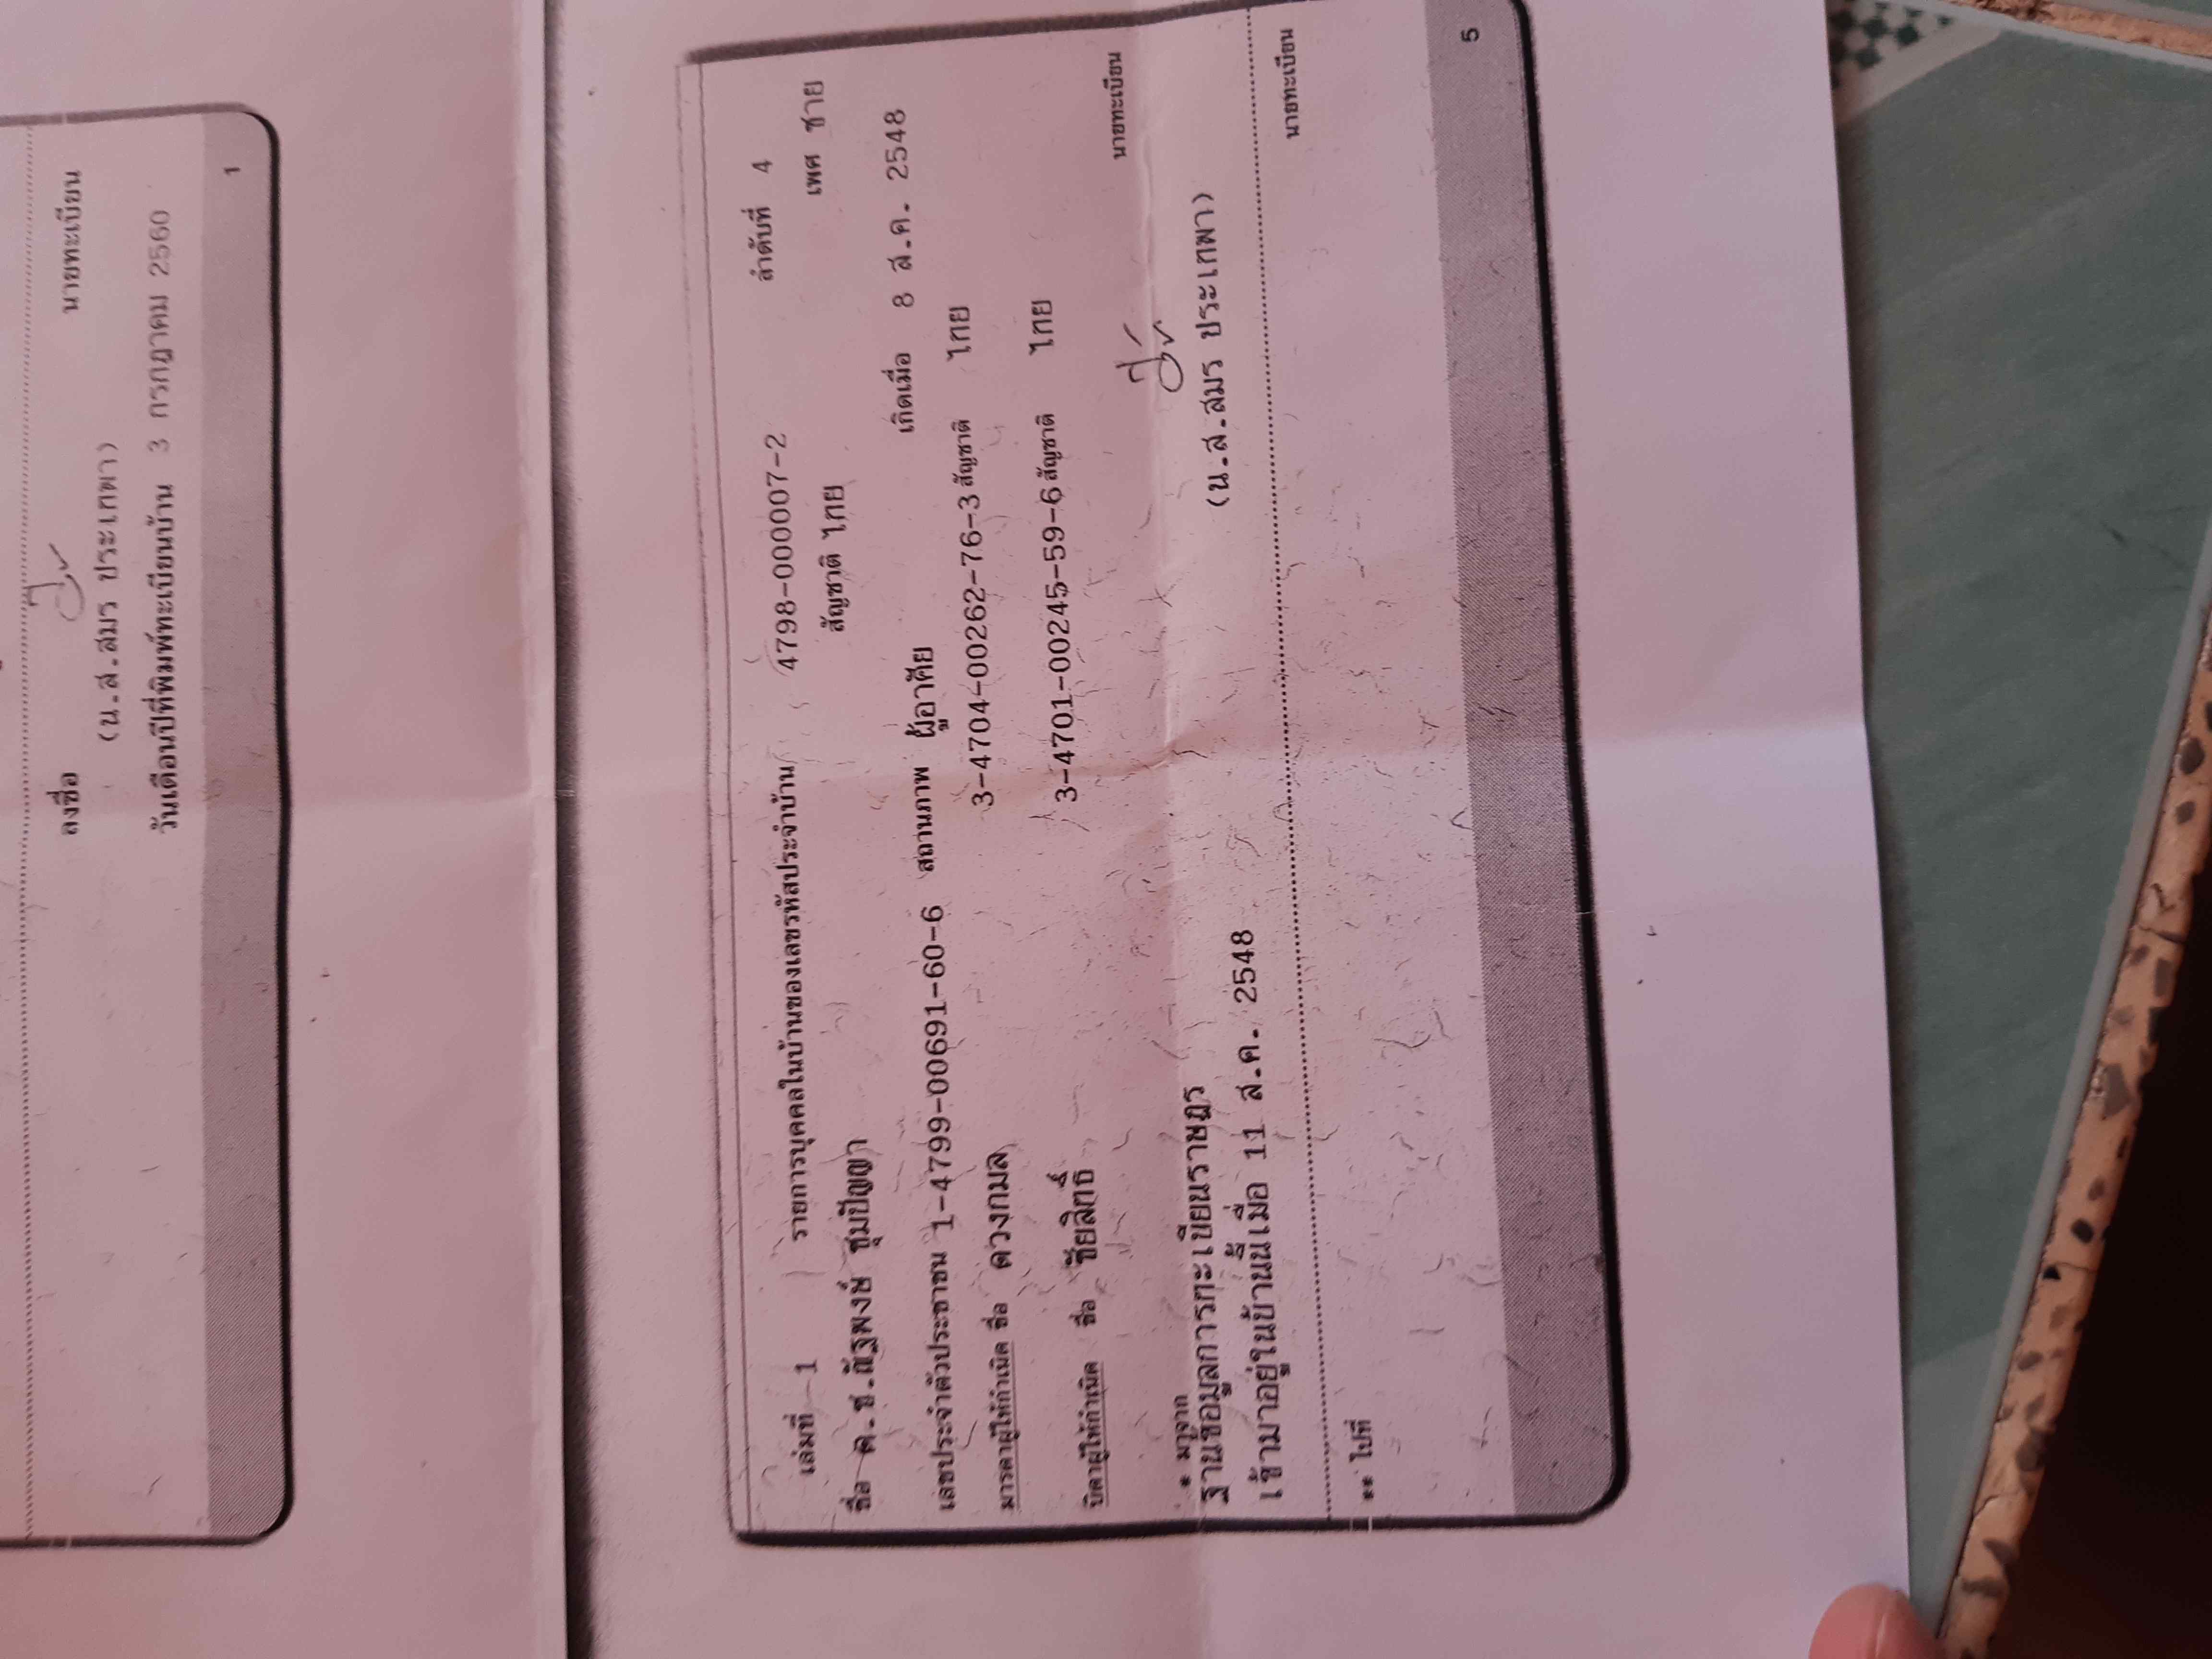 ลงชื่อ นายทะเบียน
(น.ส.สมร ประเทพา)
วันเดือนปีที่พิมพ์ทะเบียนบ้าน 3 กรกฎาคม 2560
1
เล่มที่ 1 รายการบุคคลในบ้านของเลขรหัสประจำบ้าน 4798-000007-2 ลำดับที่ 4
ชื่อ ด.ช.ณัฐพงษ์ ชุมปัญญา สัญชาติ ไทย เพศ ชาย
เลขประจำตัวประชาชน 1-4799-00691-60-6 สถานภาพ ผู้อาศัย เกิดเมื่อ 8 ส.ค. 2548
มารดาผู้ให้กำเนิด ชื่อ ดวงกมล 3-4704-00262-76-3 สัญชาติ ไทย
บิดาผู้ให้กำเนิด ชื่อ ชัยสิทธิ์ 3-4701-00245-59-6 สัญชาติ ไทย
* มาจาก
ฐานข้อมูลการทะเบียนราษฎร นายทะเบียน
เข้ามาอยู่ในบ้านนี้เมื่อ 11 ส.ค. 2548 (น.ส.สมร ประเทพา)
** ไปที่ นายทะเบียน
5